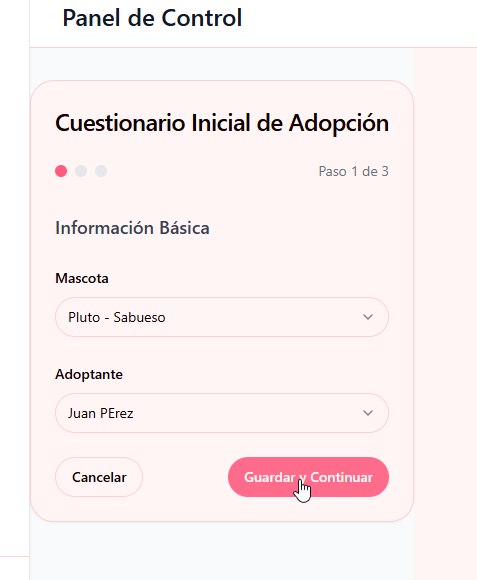 Panel de Control
Cuestionario Inicial de Adopción
Paso 1 de 3
Información Básica
Mascota
Pluto - Sabueso
Adoptante
Juan PErez
Cancelar
Guardar y Continuar